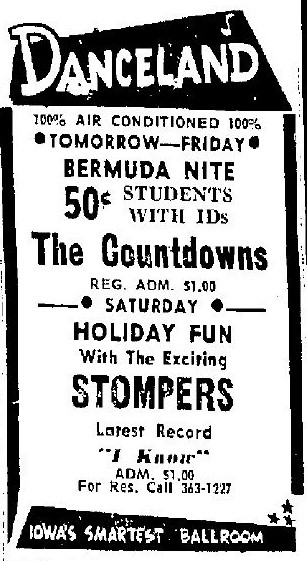 DANCELAND
100% AIR CONDITIONED 100%
•TOMORROW—FRIDAY•
BERMUDA NITE
50¢ STUDENTS
WITH IDs
The Countdowns
REG. ADM. $1.00
—• SATURDAY •—
HOLIDAY FUN
With The Exciting
STOMPERS
Latest Record
"I Know"
ADM. $1.00
For Res. Call 363-1227
IOWA'S SMARTEST BALLROOM